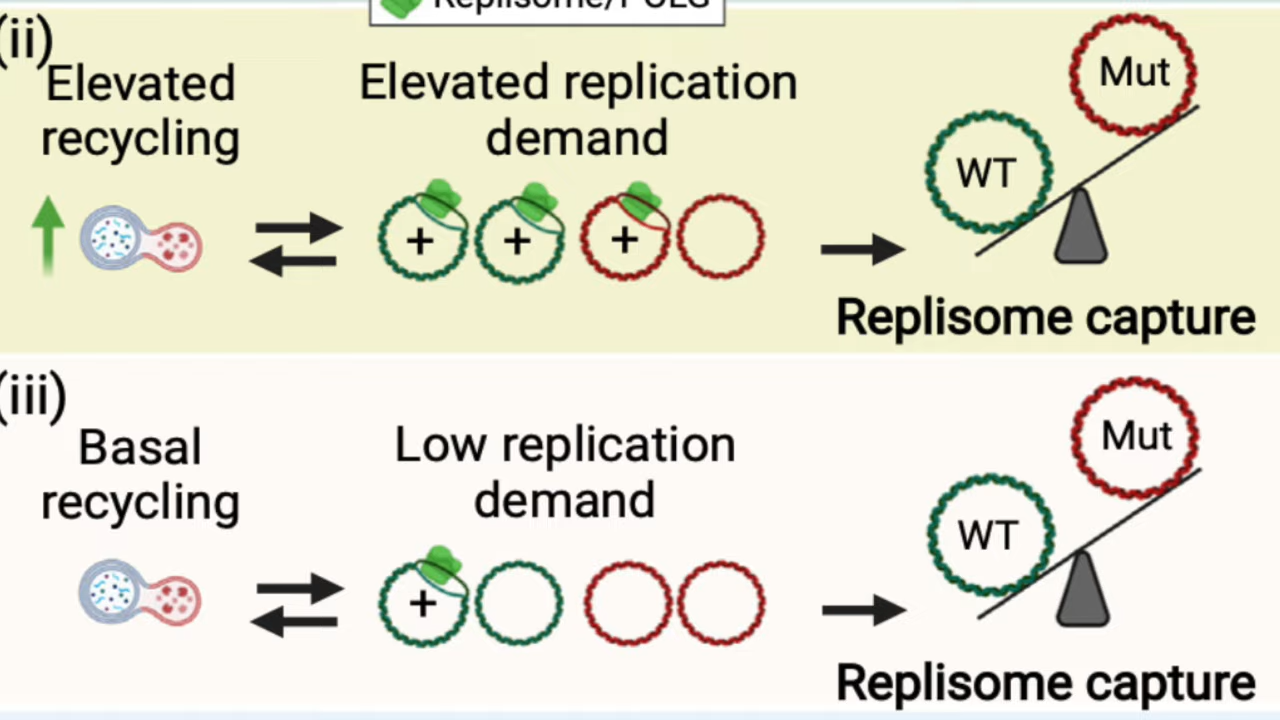 (ii)
Elevated
recycling
Elevated replication
demand
+ + +
WT
Mut
Replisome capture
(iii)
Basal
recycling
Low replication
demand
+
WT
Mut
Replisome capture